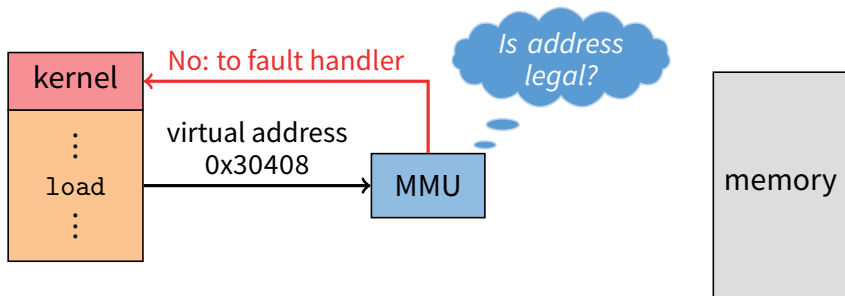 Is address
legal?
No: to fault handler
kernel
virtual address
0x30408
⋮
load
⋮
MMU
memory